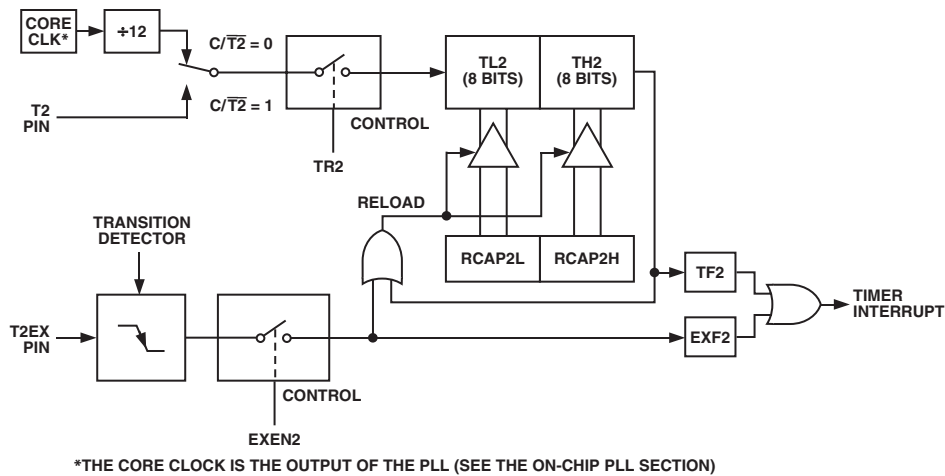 CORE
CLK*
÷12
C/T2̅ = 0
TL2
(8 BITS)
TH2
(8 BITS)
C/T2̅ = 1
T2
PIN
CONTROL
TR2
RELOAD
TRANSITION
DETECTOR
RCAP2L
RCAP2H
TF2
TIMER
INTERRUPT
T2EX
PIN
EXF2
CONTROL
EXEN2
*THE CORE CLOCK IS THE OUTPUT OF THE PLL (SEE THE ON-CHIP PLL SECTION)